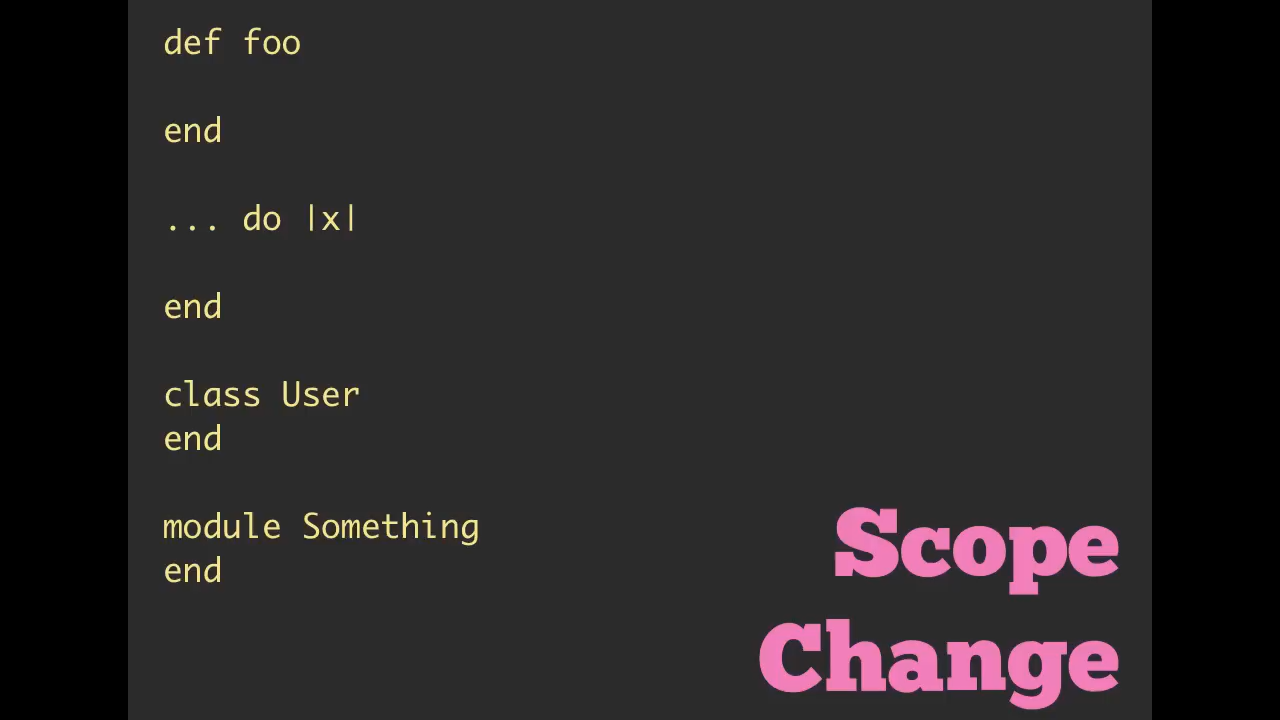 def foo
end
... do |x|
end
class User
end
module Something
end
Scope
Change